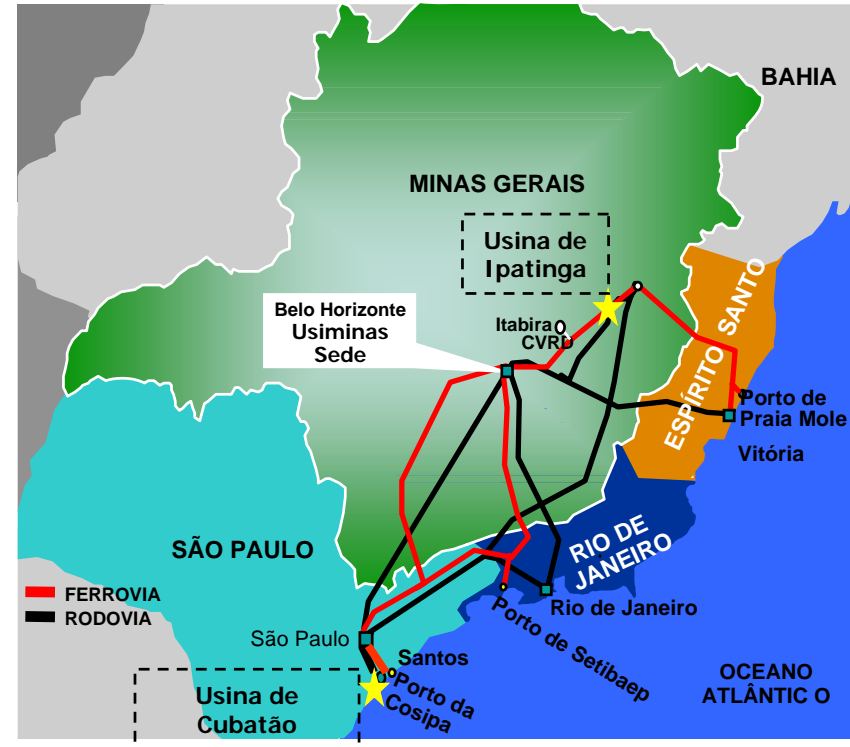 BAHIA
MINAS GERAIS
Usina de
Ipatinga
Belo Horizonte
Usiminas
Sede
Itabira
CVRD
ESPÍRITO SANTO
Porto de
Praia Mole
Vitória
SÃO PAULO
RIO DE
JANEIRO
FERROVIA
RODOVIA
Rio de Janeiro
Porto de Setibaep
São Paulo
Santos
Porto da
Cosipa
Usina de
Cubatão
OCEANO
ATLÂNTIC O